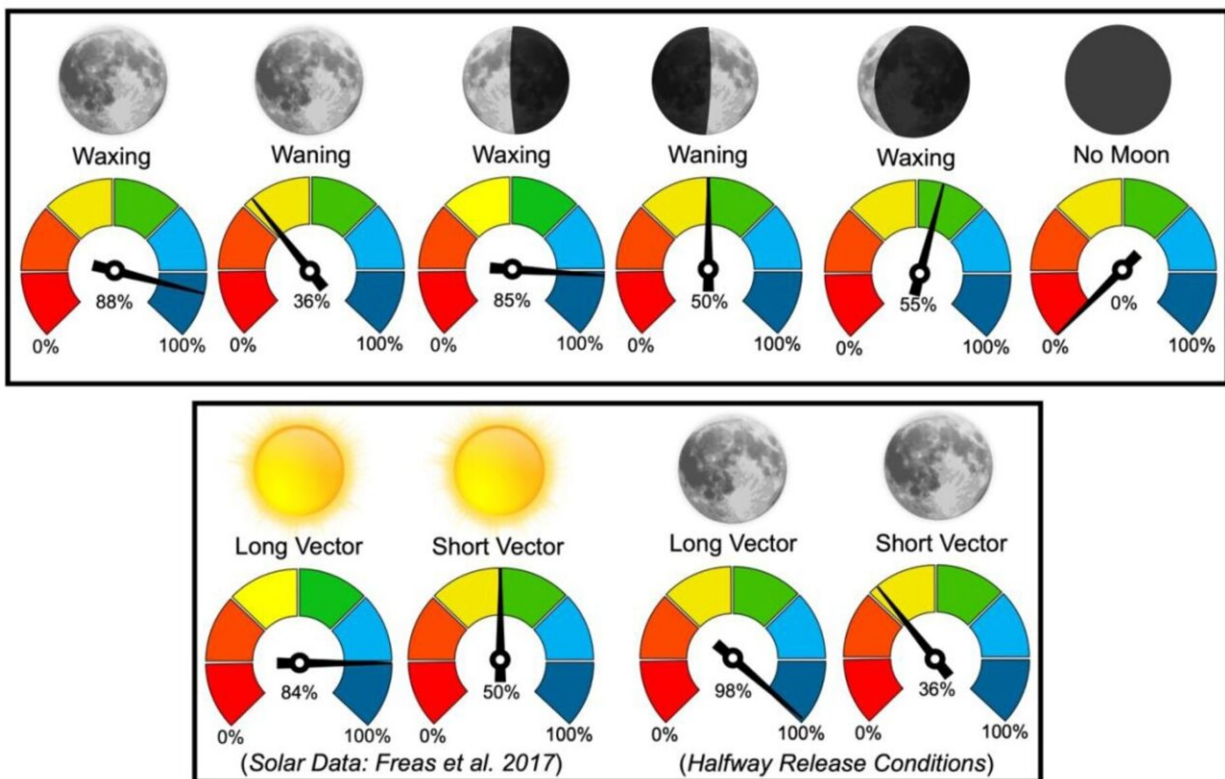 Waxing Waning Waxing Waning Waxing No Moon
88% 36% 85% 50% 55% 0%
0% 100% 0% 100% 0% 100% 0% 100% 0% 100% 0% 100%
Long Vector Short Vector Long Vector Short Vector
84% 50% 98% 36%
0% 100% 0% 100% 0% 100% 0% 100%
(Solar Data: Freas et al. 2017) (Halfway Release Conditions)